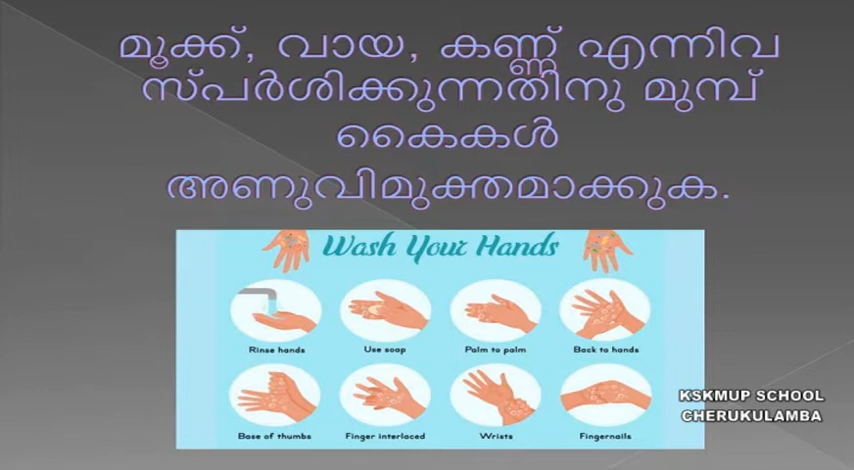 മൂക്ക്, വായ, കണ്ണ് എന്നിവ
സ്പർശിക്കുന്നതിനു മുമ്പ്
കൈകൾ
അണുവിമുക്തമാക്കുക.
Wash Your Hands
Rinse hands
Use soap
Palm to palm
Back to hands
Base of thumbs
Finger interlaced
Wrists
Fingernails
KSKMUP SCHOOL
CHERUKULAMBA